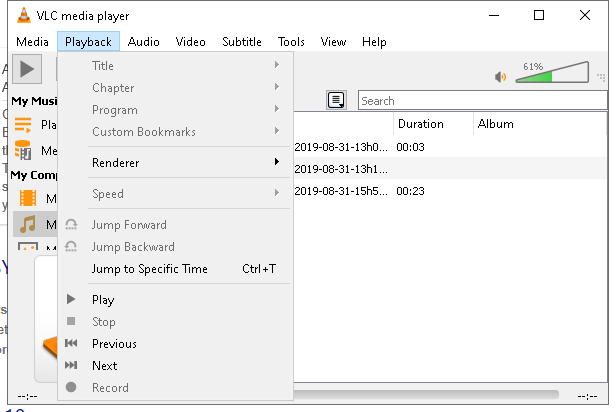 VLC media player
Media Playback Audio Video Subtitle Tools View Help
61%
Title
Chapter
Program
Custom Bookmarks
Renderer
Speed
Jump Forward
Jump Backward
Jump to Specific Time Ctrl+T
Play
Stop
Previous
Next
Record
Search
My Musi
Pla
Me
My Comp
M
M
Duration Album
2019-08-31-13h0... 00:03
2019-08-31-13h1...
2019-08-31-15h5... 00:23
--:-- --:--